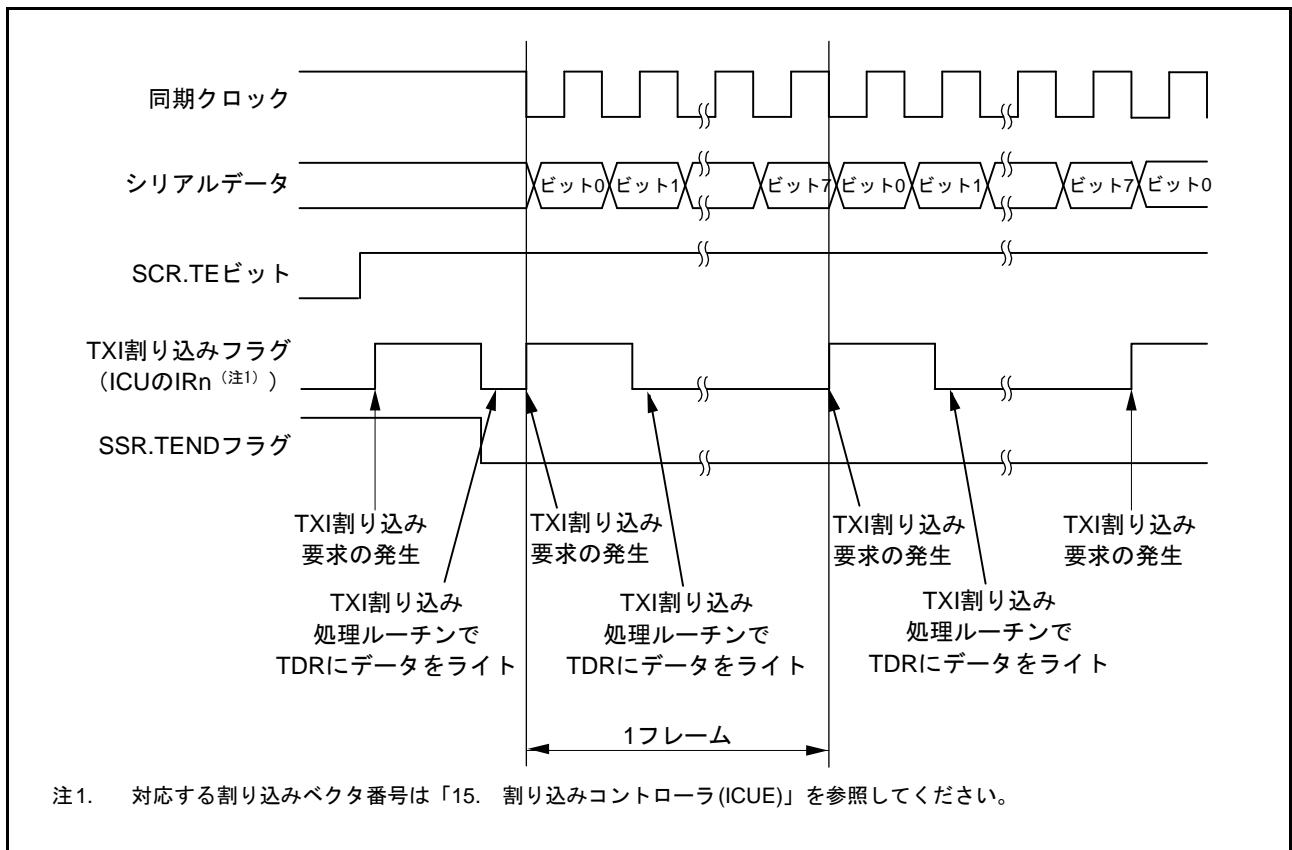 同期クロック
シリアルデータ
ビット0 ビット1 ビット7 ビット0 ビット1 ビット7 ビット0
SCR.TEビット
TXI割り込みフラグ
（ICUのIRn（注1））
SSR.TENDフラグ
TXI割り込み
要求の発生
TXI割り込み
要求の発生
TXI割り込み
要求の発生
TXI割り込み
要求の発生
TXI割り込み
処理ルーチンで
TDRにデータをライト
TXI割り込み
処理ルーチンで
TDRにデータをライト
TXI割り込み
処理ルーチンで
TDRにデータをライト
1フレーム
注1. 対応する割り込みベクタ番号は「15. 割り込みコントローラ(ICUE)」を参照してください。